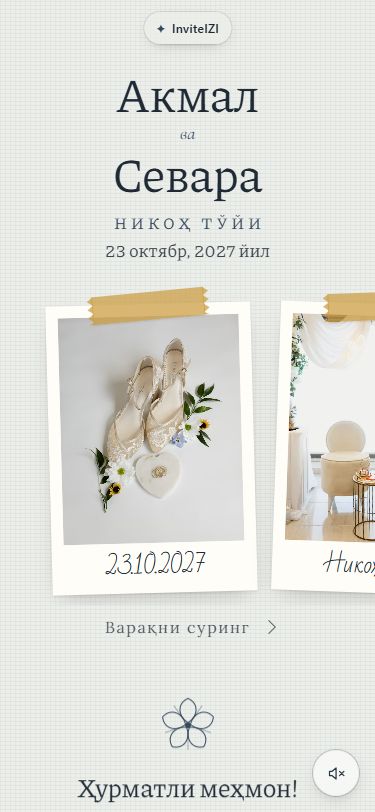 InviteIZI
Акмал
ва
Севара
НИКОҲ ТЎЙИ
23 октябр, 2027 йил
23.10.2027
Варақни суринг
Ҳурматли меҳмон!